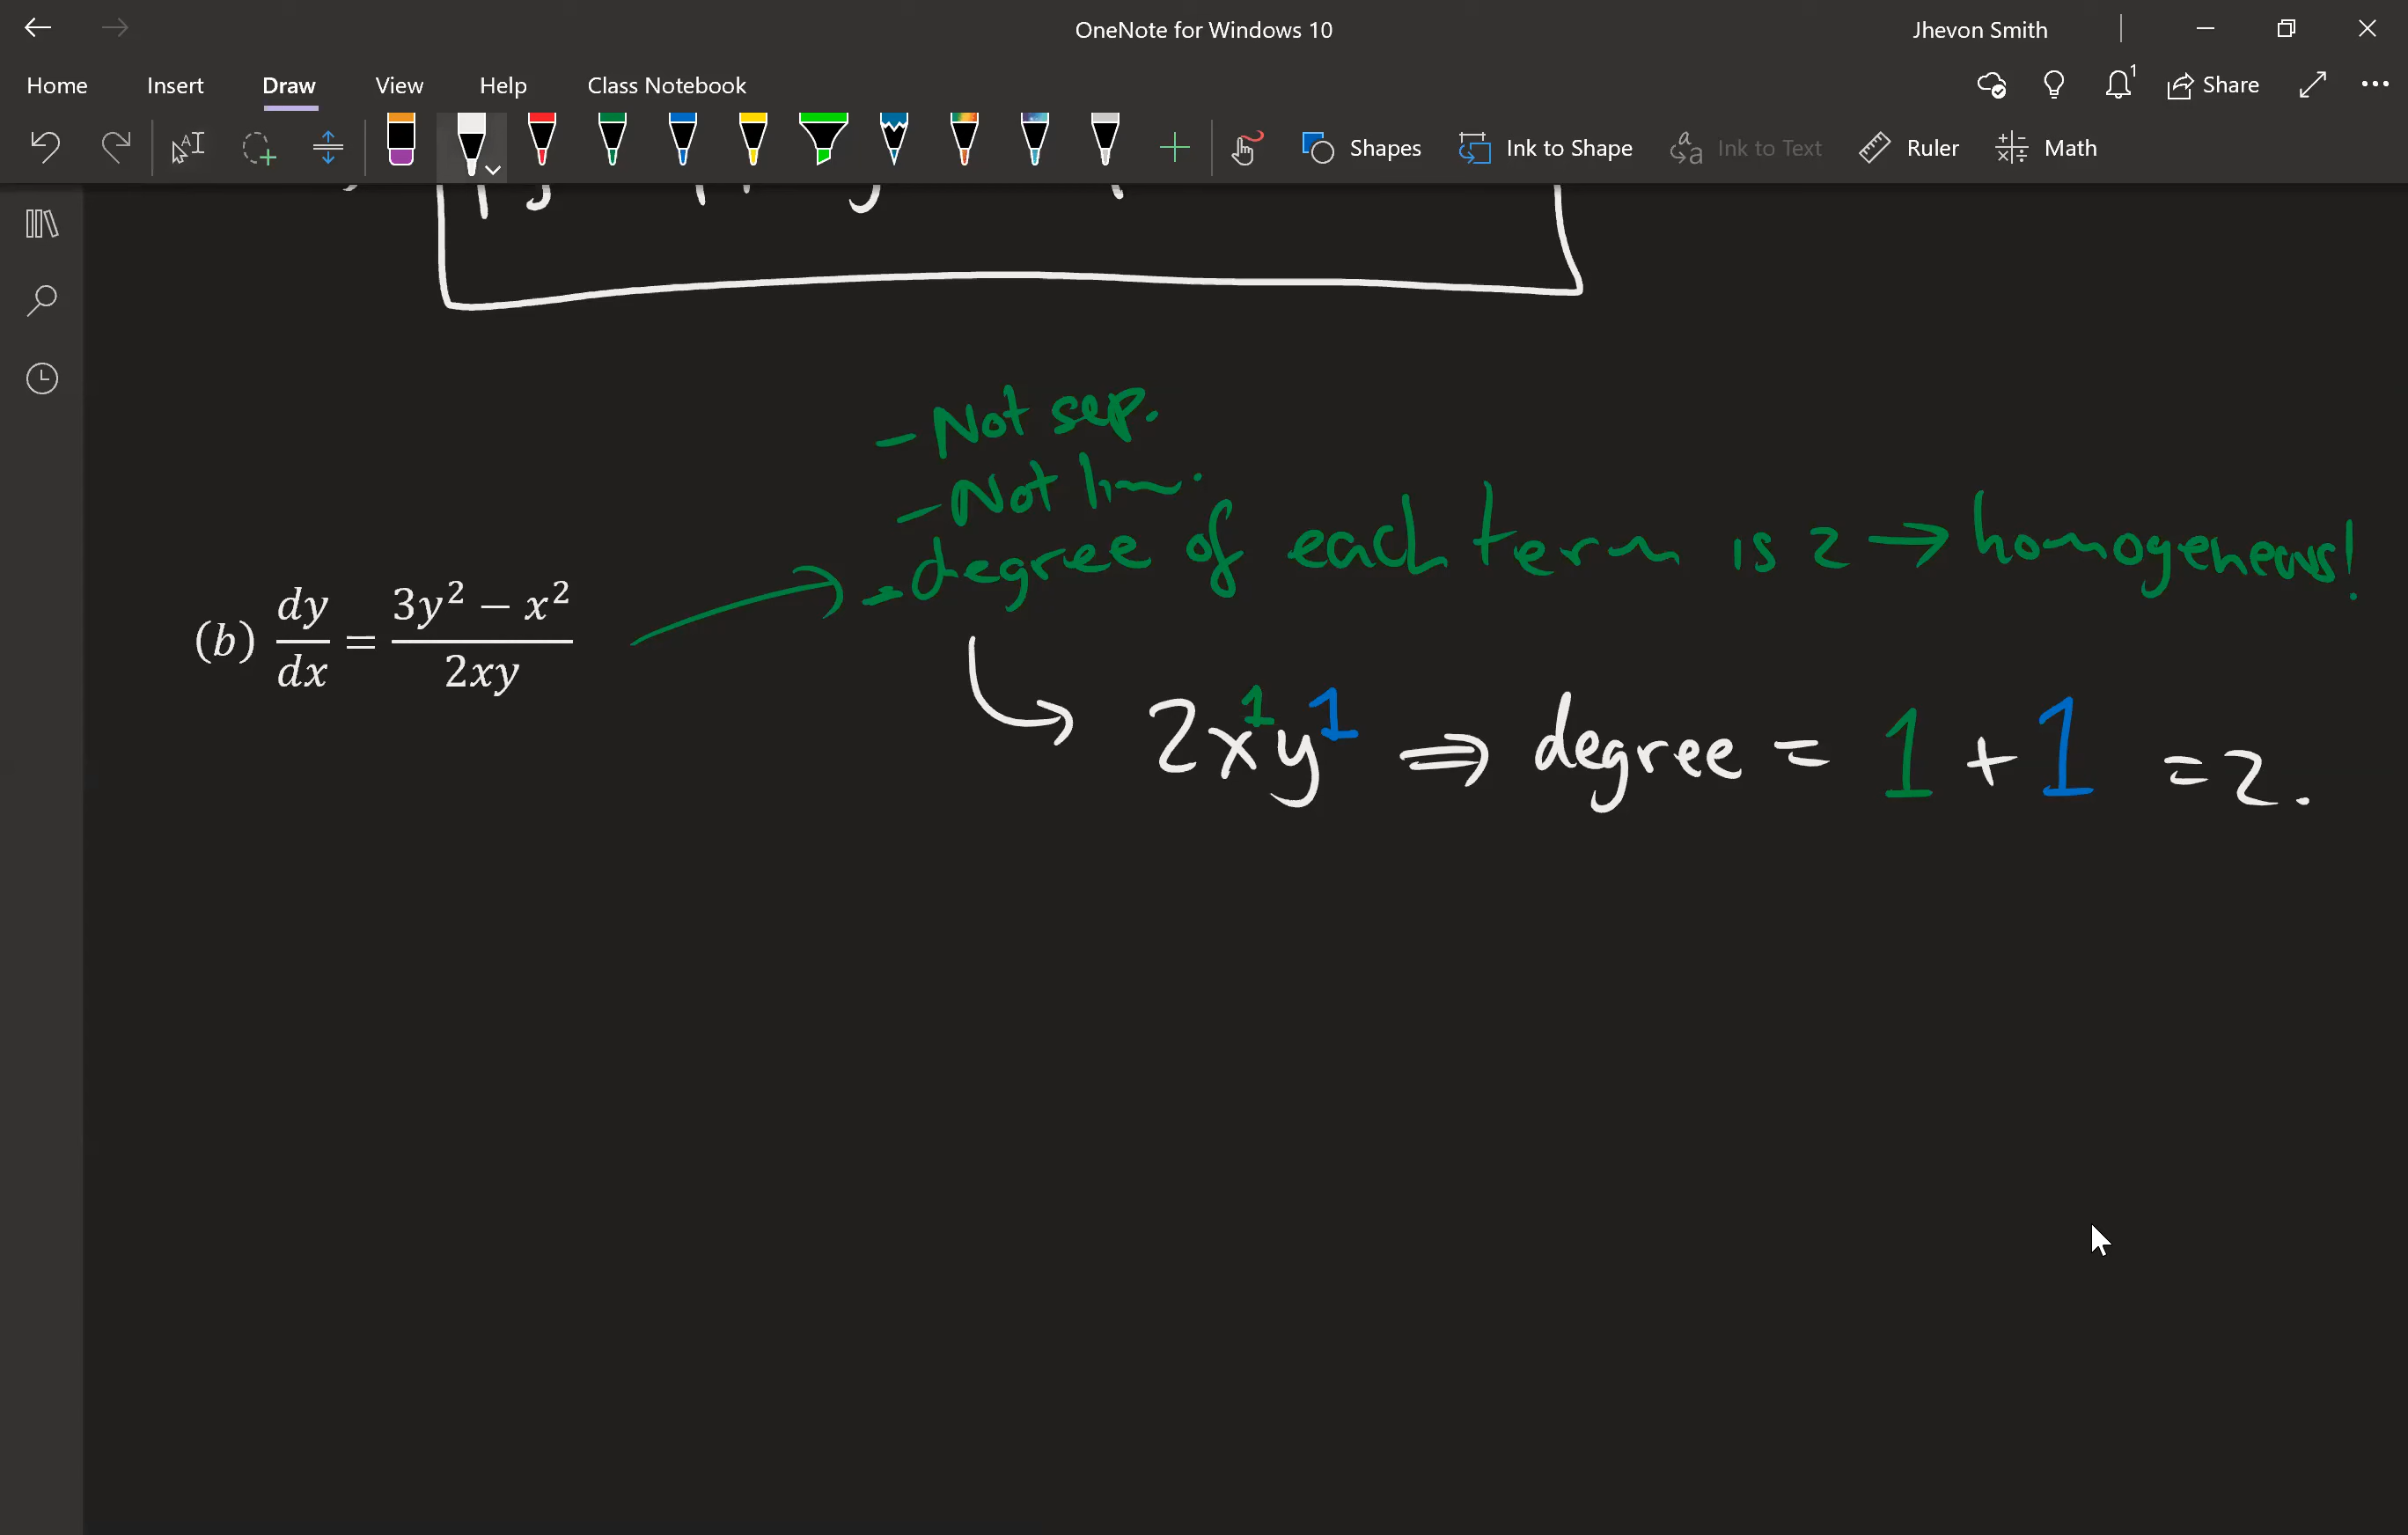 OneNote for Windows 10
Jhevon Smith
Home Insert Draw View Help Class Notebook
1 Share
Shapes Ink to Shape Ink to Text Ruler Math
- Not sep.
- Not lin.
- degree of each term is 2 → homogeneous!
(b) dy/dx = (3y² − x²)/(2xy)
↳ 2x¹y¹ ⇒ degree = 1 + 1 = 2.